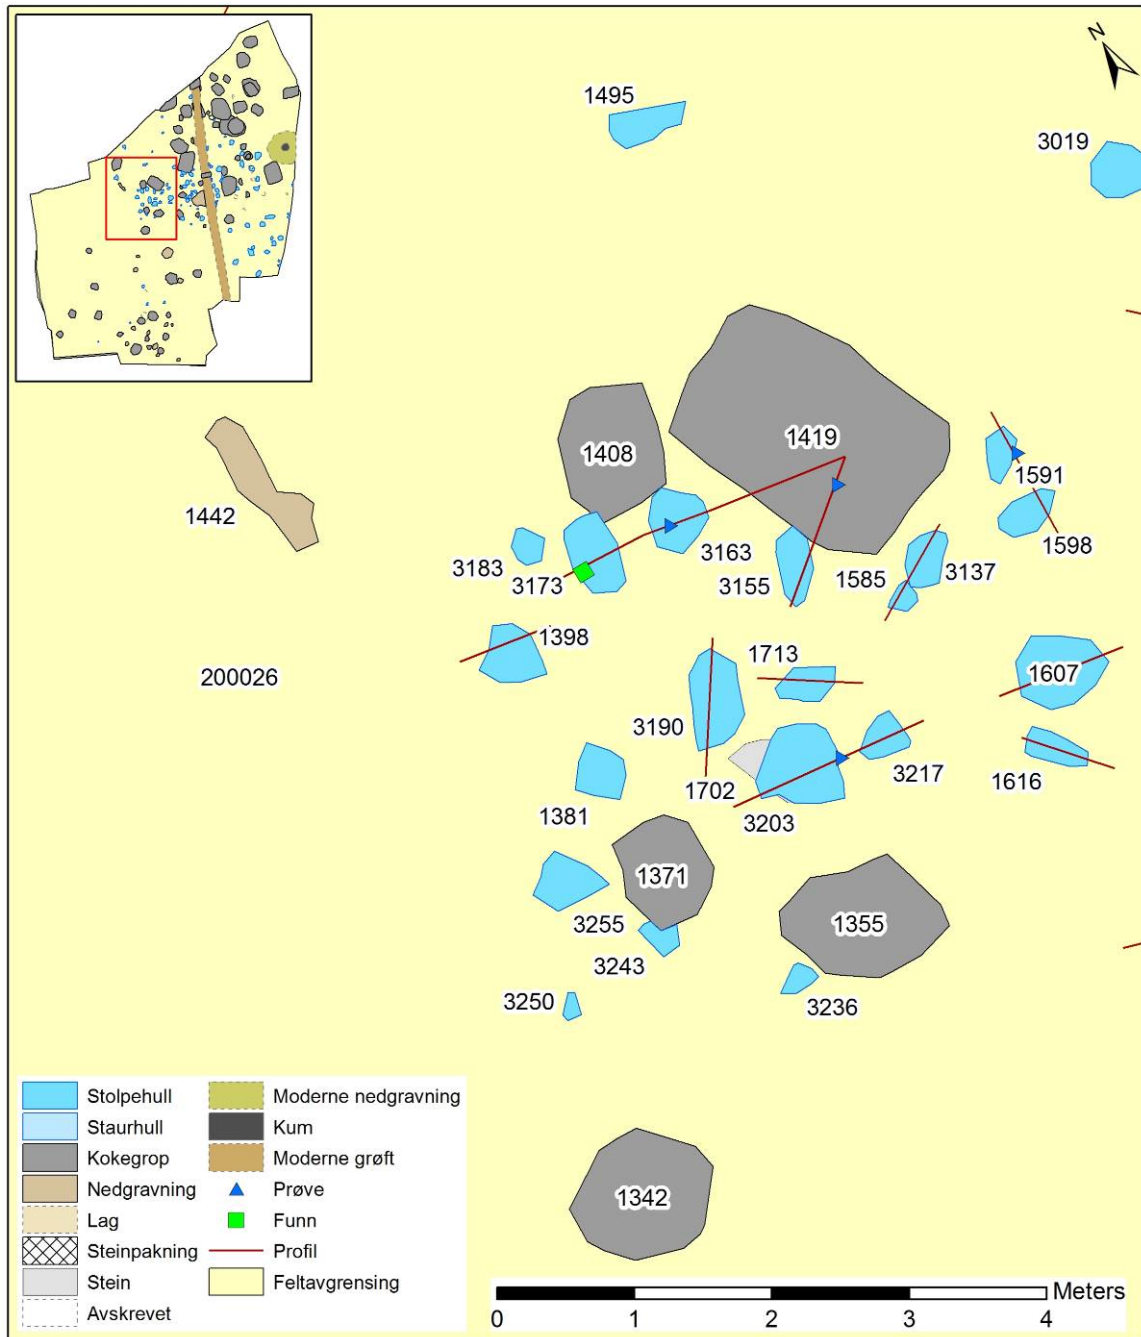 N
1495
3019
1419
1408
1591
1442
1598
3183
3163
3173
3155
1585
3137
1398
1713
200026
1607
3190
3217
1702
1616
1381
3203
1371
1355
3255
3243
3250
3236
1342
Stolpehull
Staurhull
Kokegrop
Nedgravning
Lag
Steinpakning
Stein
Avskrevet
Moderne nedgravning
Kum
Moderne grøft
Prøve
Funn
Profil
Feltavgrensing
Meters
0 1 2 3 4